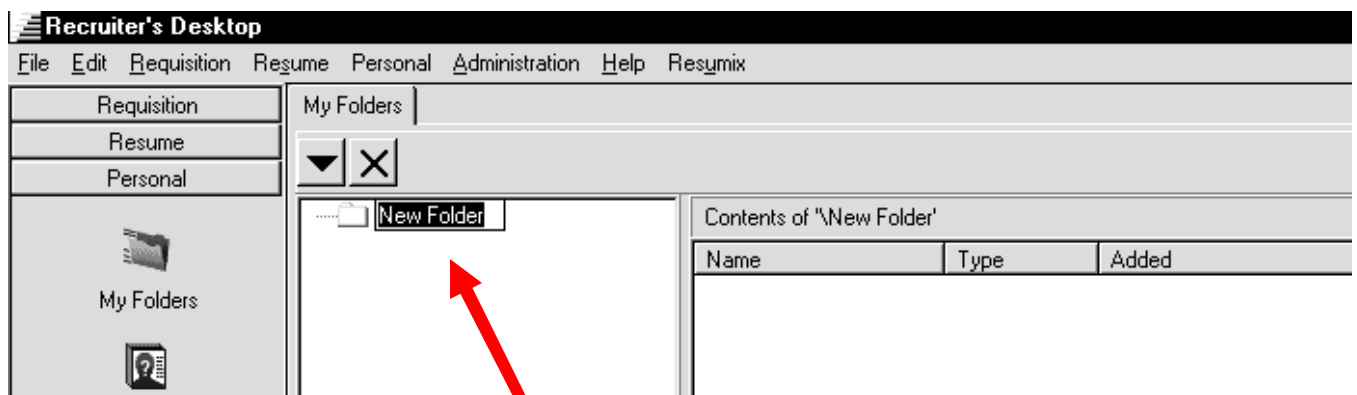 Recruiter's Desktop
File Edit Requisition Resume Personal Administration Help Resumix
Requisition
Resume
Personal
My Folders
My Folders
New Folder
Contents of "\New Folder'
Name Type Added